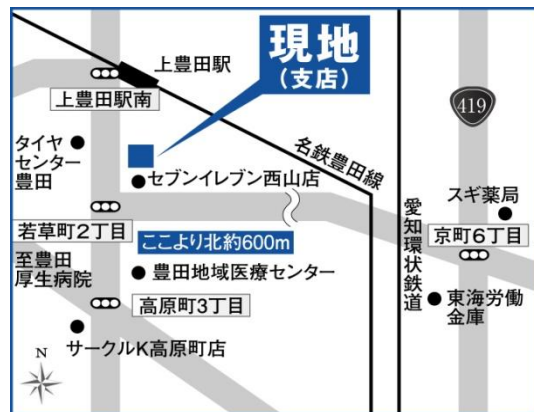 上豊田駅
現地
(支店)
上豊田駅南
419
タイヤ
センター
豊田
名鉄豊田線
セブンイレブン西山店
スギ薬局
若草町2丁目
ここより北約600m
愛知環状鉄道
京町6丁目
至豊田
厚生病院
豊田地域医療センター
高原町3丁目
東海労働
金庫
サークルK高原町店
N